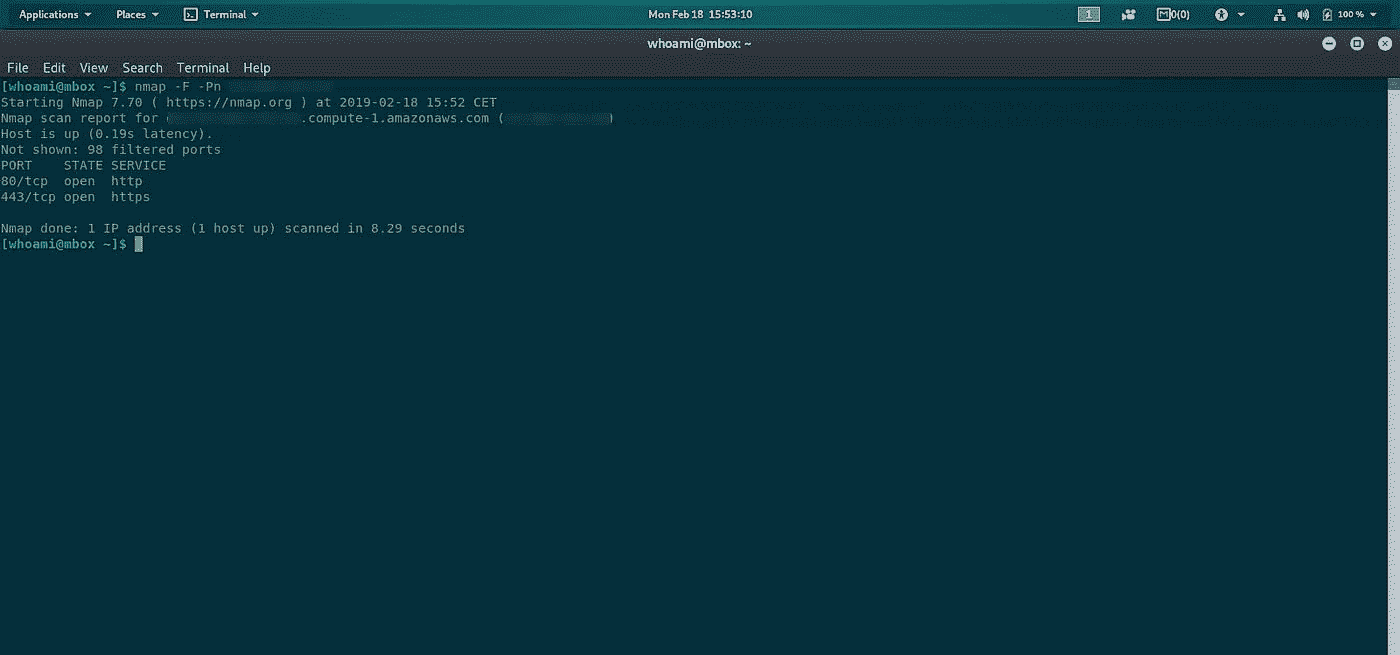 Applications Places Terminal Mon Feb 18 15:53:10 1 M 0(0) 100 %
whoami@mbox: ~
File Edit View Search Terminal Help
[whoami@mbox ~]$ nmap -F -Pn
Starting Nmap 7.70 ( https://nmap.org ) at 2019-02-18 15:52 CET
Nmap scan report for .compute-1.amazonaws.com ( )
Host is up (0.19s latency).
Not shown: 98 filtered ports
PORT STATE SERVICE
80/tcp open http
443/tcp open https
Nmap done: 1 IP address (1 host up) scanned in 8.29 seconds
[whoami@mbox ~]$